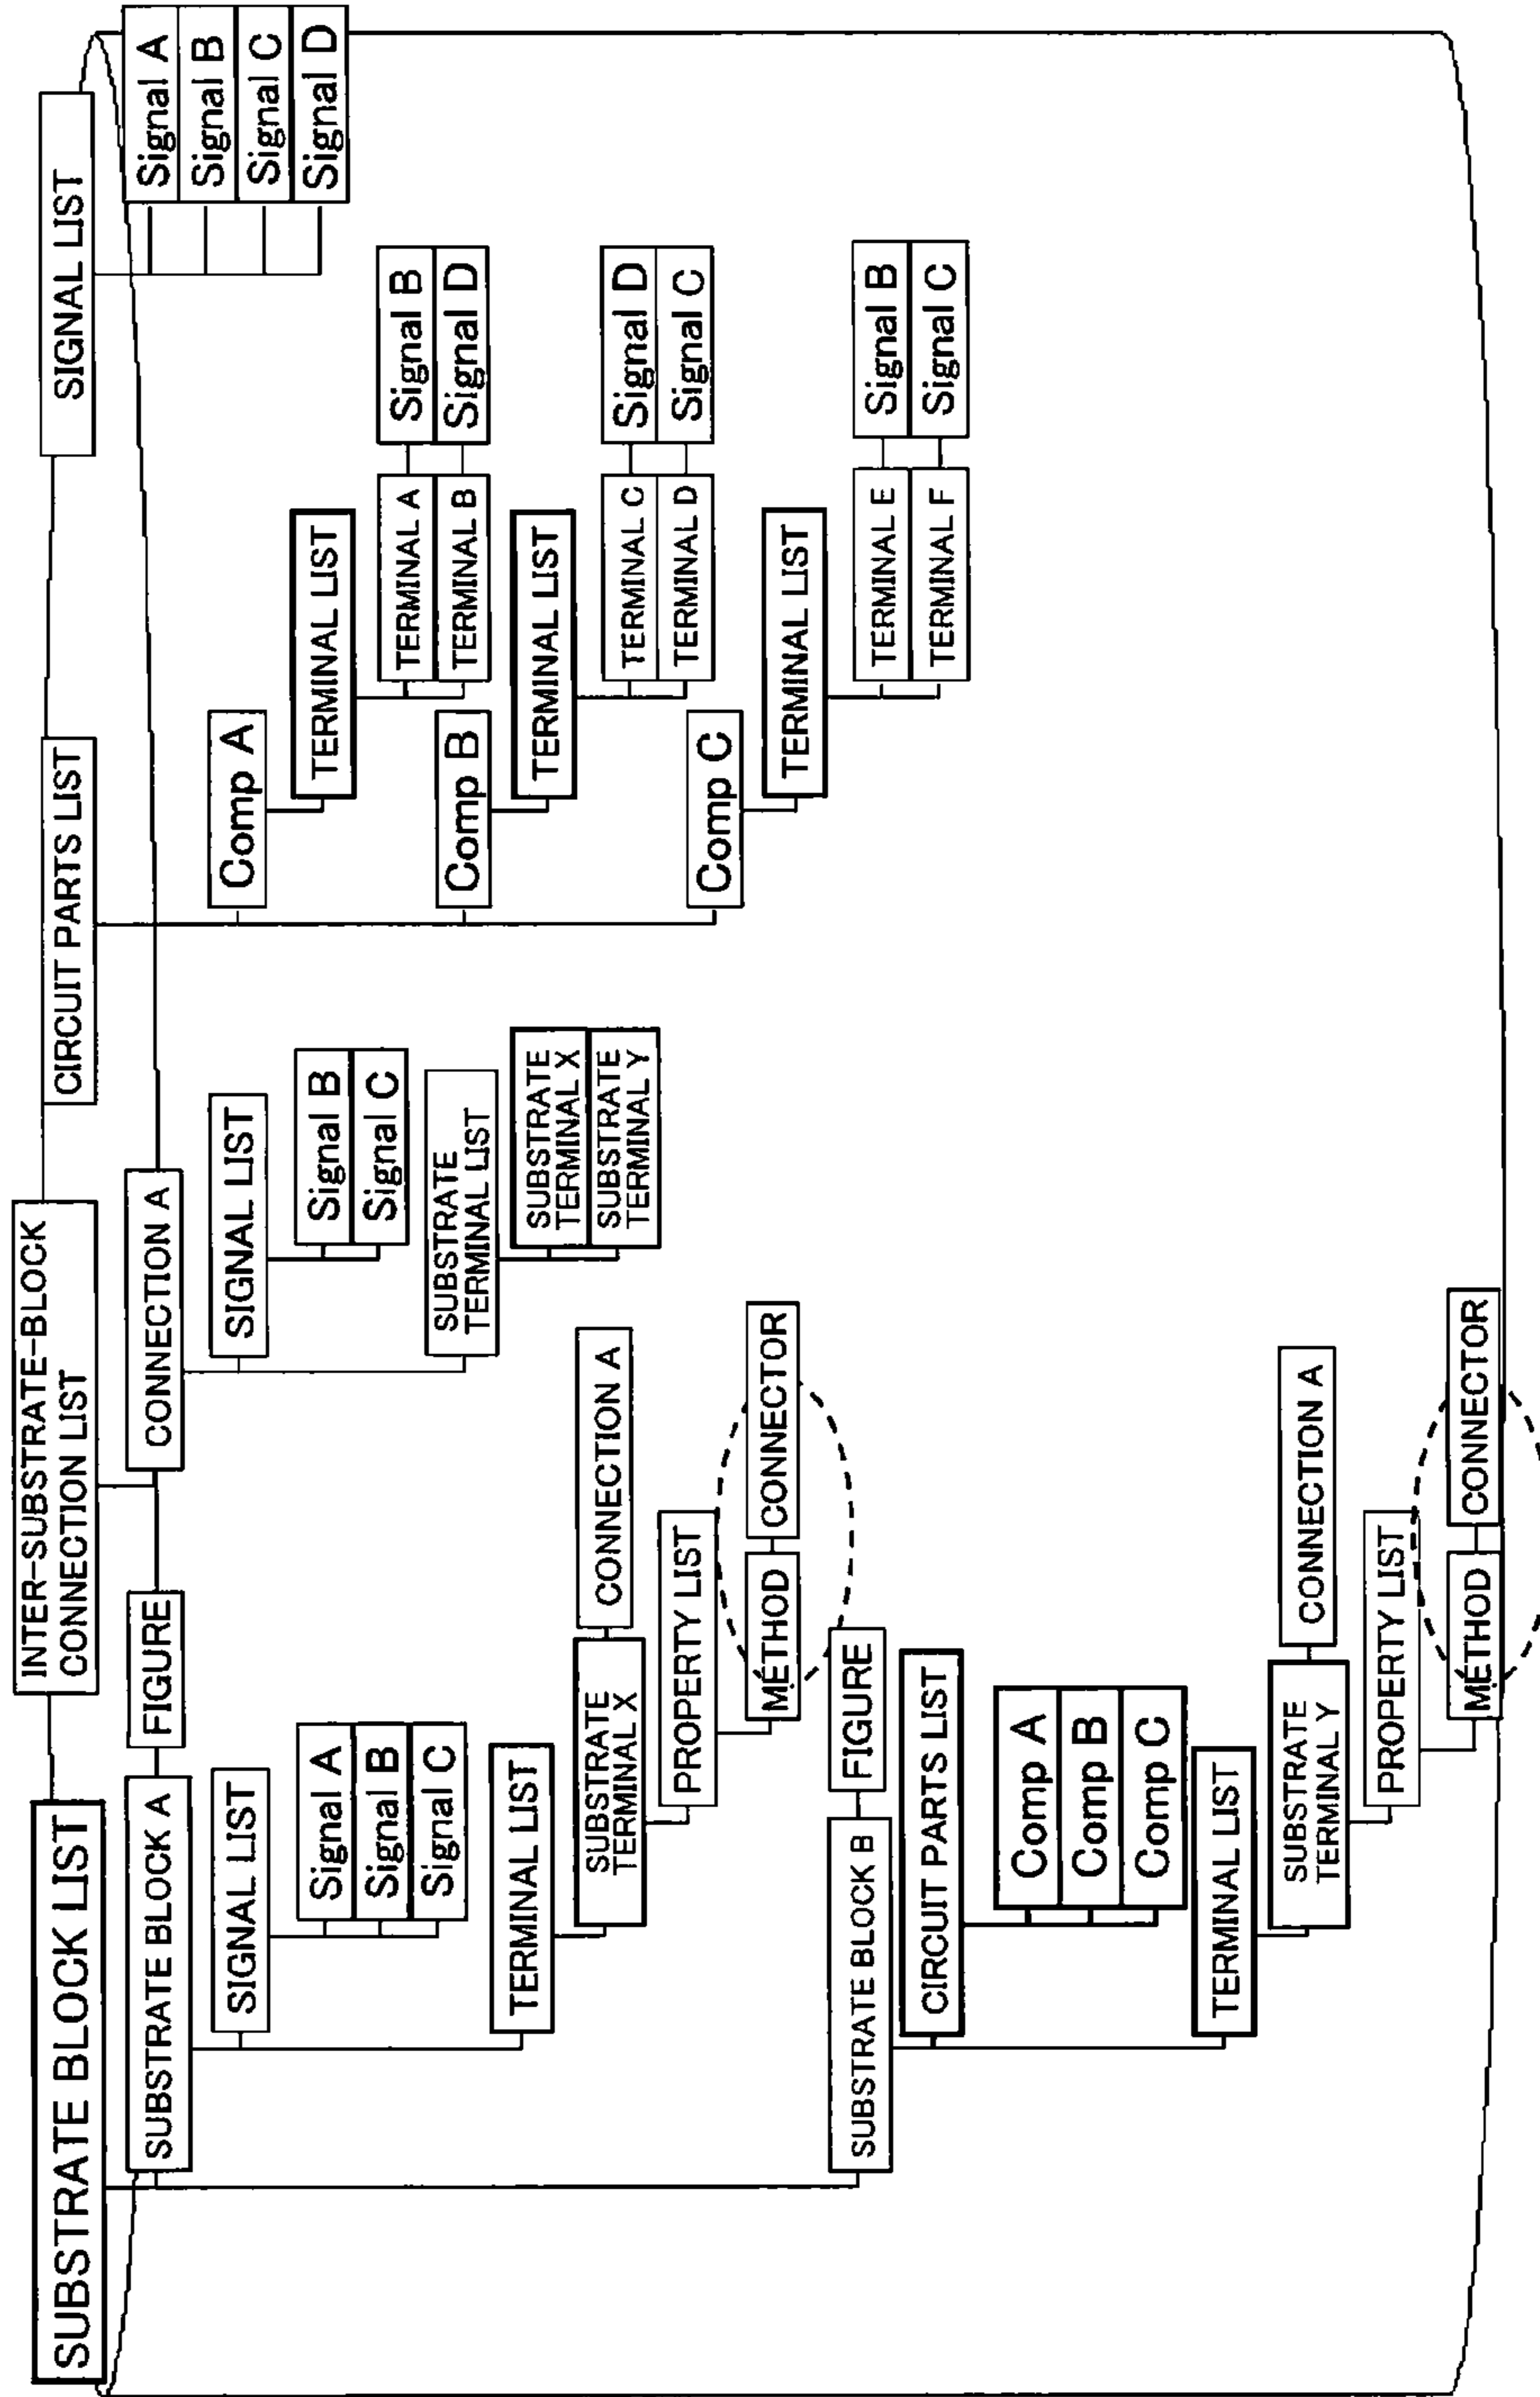 SUBSTRATE BLOCK LIST
SUBSTRATE BLOCK A
FIGURE
SIGNAL LIST
Signal A
Signal B
Signal C
TERMINAL LIST
SUBSTRATE
TERMINAL X
CONNECTION A
PROPERTY LIST
METHOD
CONNECTOR
SUBSTRATE BLOCK B
FIGURE
CIRCUIT PARTS LIST
Comp A
Comp B
Comp C
TERMINAL LIST
SUBSTRATE
TERMINAL Y
CONNECTION A
PROPERTY LIST
METHOD
CONNECTOR
INTER-SUBSTRATE-BLOCK
CONNECTION LIST
CONNECTION A
SIGNAL LIST
Signal B
Signal C
SUBSTRATE
TERMINAL LIST
SUBSTRATE
TERMINAL X
SUBSTRATE
TERMINAL Y
CIRCUIT PARTS LIST
Comp A
TERMINAL LIST
TERMINAL A
Signal B
TERMINAL B
Signal D
Comp B
TERMINAL LIST
TERMINAL C
Signal D
TERMINAL D
Signal C
Comp C
TERMINAL LIST
TERMINAL E
Signal B
TERMINAL F
Signal C
SIGNAL LIST
Signal A
Signal B
Signal C
Signal D